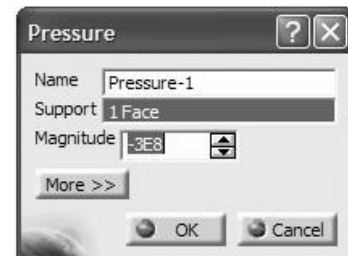 Pressure
Name Pressure-1
Support 1 Face
Magnitude -3E8
More >>
OK Cancel